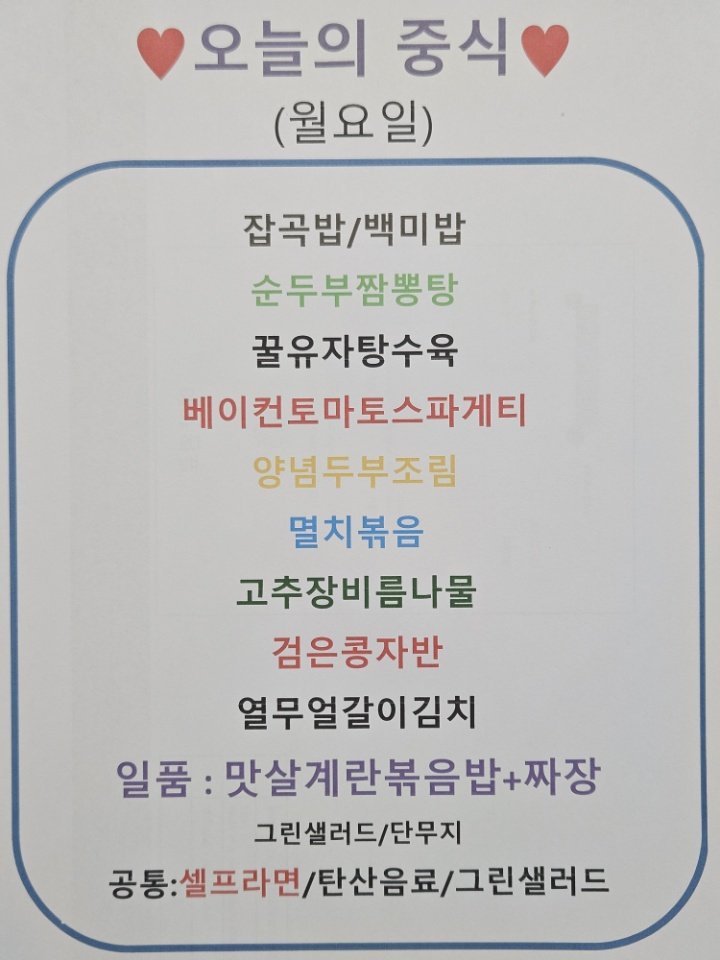 ♥오늘의 중식♥
(월요일)
잡곡밥/백미밥
순두부짬뽕탕
꿀유자탕수육
베이컨토마토스파게티
양념두부조림
멸치볶음
고추장비름나물
검은콩자반
열무얼갈이김치
일품 : 맛살계란볶음밥+짜장
그린샐러드/단무지
공통:셀프라면/탄산음료/그린샐러드